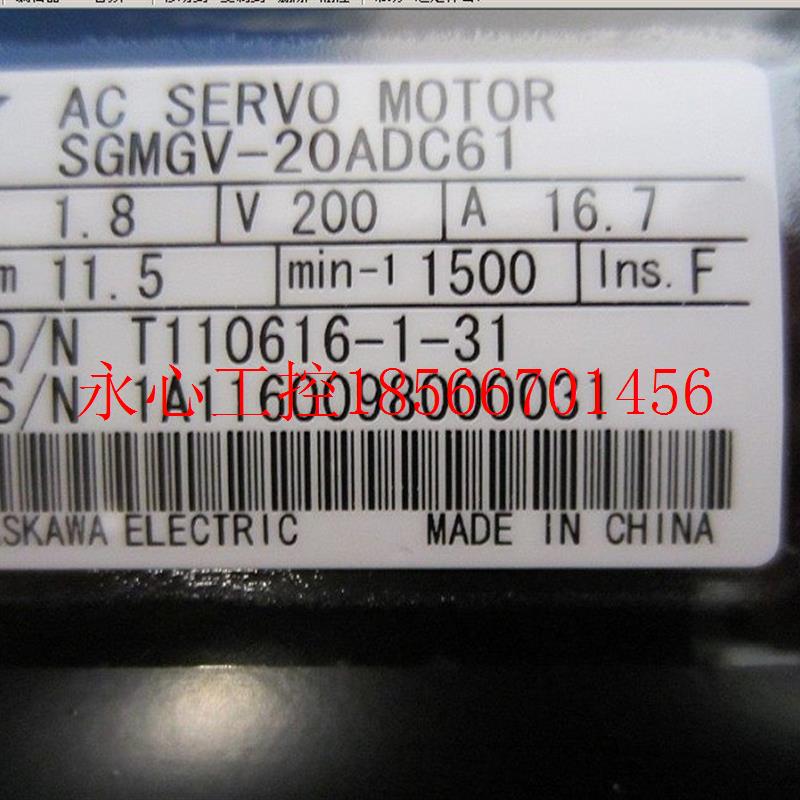 AC SERVO MOTOR
SGMGV-20ADC61
1.8 V 200 A 16.7
m 11.5 min-1 1500 Ins. F
O/N T110616-1-31
S/N
永心工控18566701456
SKAWA ELECTRIC MADE IN CHINA